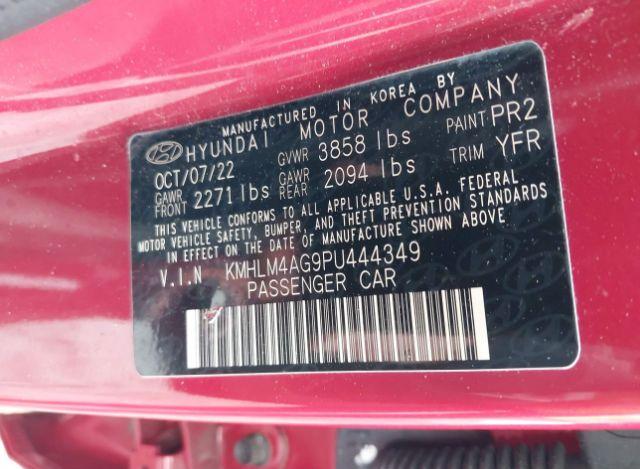 MANUFACTURED IN KOREA BY
HYUNDAI MOTOR COMPANY
OCT/07/22 GVWR 3858 lbs PAINT PR2
GAWR FRONT 2271 lbs GAWR REAR 2094 lbs TRIM YFR
THIS VEHICLE CONFORMS TO ALL APPLICABLE U.S.A. FEDERAL
MOTOR VEHICLE SAFETY, BUMPER, AND THEFT PREVENTION STANDARDS
IN EFFECT ON THE DATE OF MANUFACTURE SHOWN ABOVE
V.I.N KMHLM4AG9PU444349
PASSENGER CAR